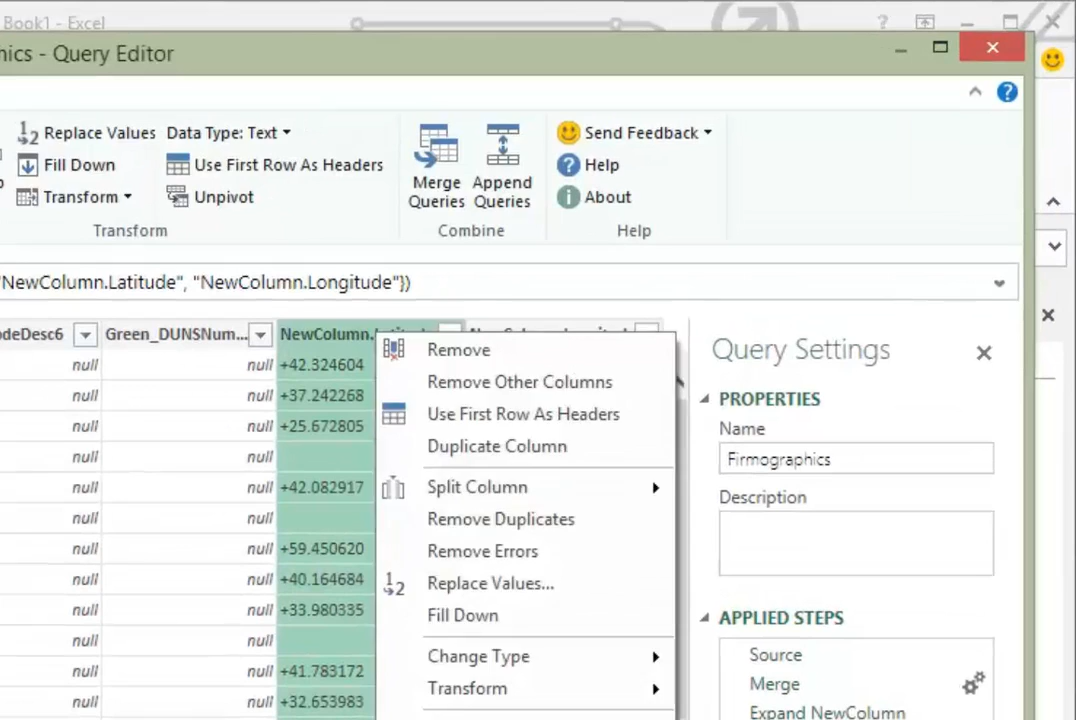 Book1 - Excel
hics - Query Editor
Replace Values
Data Type: Text
Fill Down
Use First Row As Headers
Transform
Unpivot
Merge Queries
Append Queries
Send Feedback
Help
About
Transform
Combine
Help
"NewColumn.Latitude", "NewColumn.Longitude"})
odeDesc6
Green_DUNSNum...
NewColumn.
null null +42.324604
null null +37.242268
null null +25.672805
null null
null null +42.082917
null null
null null +59.450620
null null +40.164684
null null +33.980335
null null
null null +41.783172
null null +32.653983
Remove
Remove Other Columns
Use First Row As Headers
Duplicate Column
Split Column
Remove Duplicates
Remove Errors
Replace Values...
Fill Down
Change Type
Transform
Query Settings
PROPERTIES
Name
Firmographics
Description
APPLIED STEPS
Source
Merge
Expand NewColumn